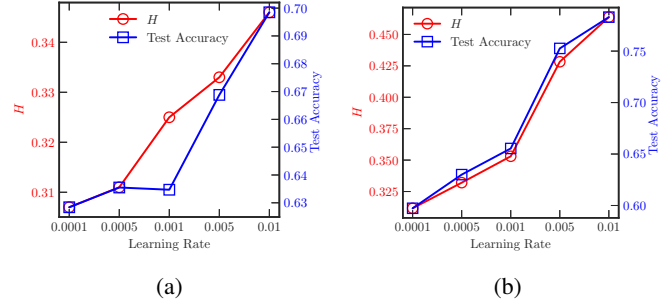 H
Test Accuracy
0.34
0.33
0.32
0.31
H
0.70
0.69
0.68
0.67
0.66
0.65
0.64
0.63
Test Accuracy
0.0001 0.0005 0.001 0.005 0.01
Learning Rate
(a)
H
Test Accuracy
0.450
0.425
0.400
0.375
0.350
0.325
H
0.75
0.70
0.65
0.60
Test Accuracy
0.0001 0.0005 0.001 0.005 0.01
Learning Rate
(b)